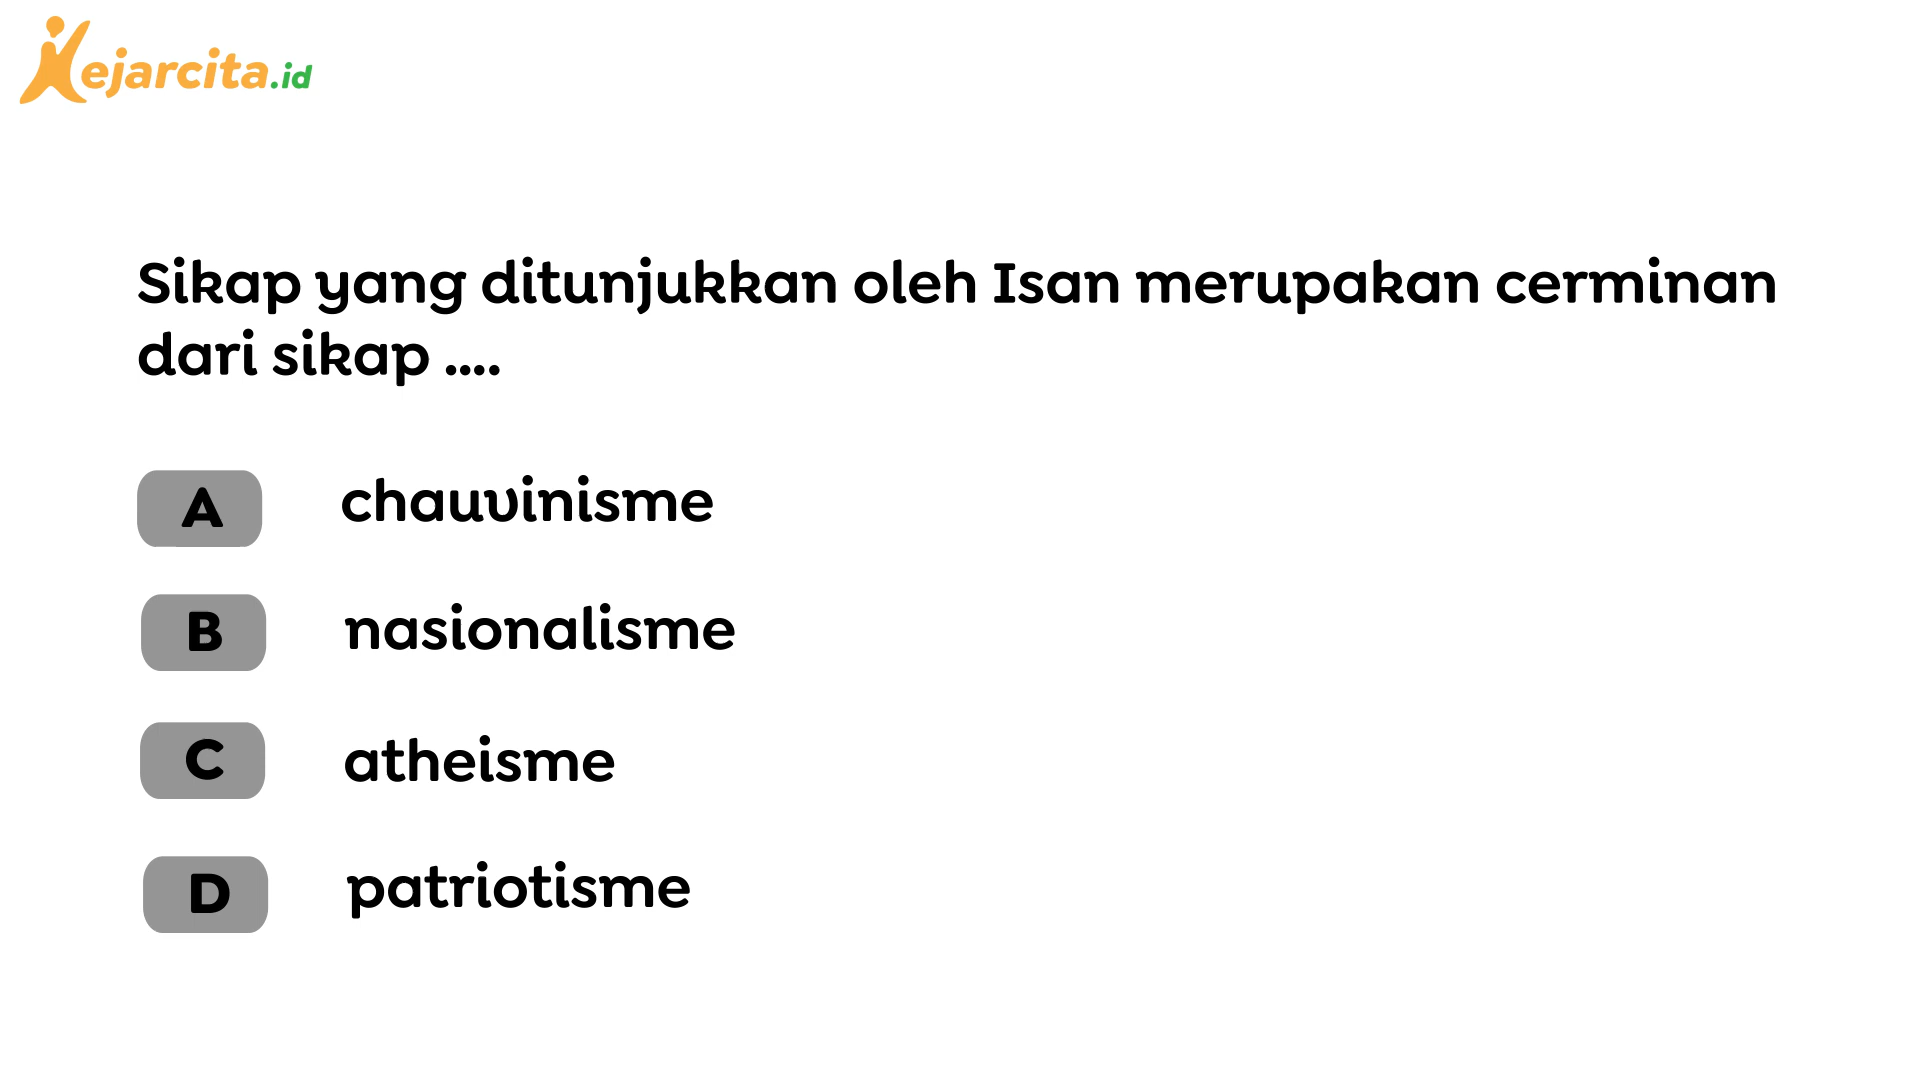 Kejarcita.id
Sikap yang ditunjukkan oleh Isan merupakan cerminan
dari sikap ....
A chauvinisme
B nasionalisme
C atheisme
D patriotisme